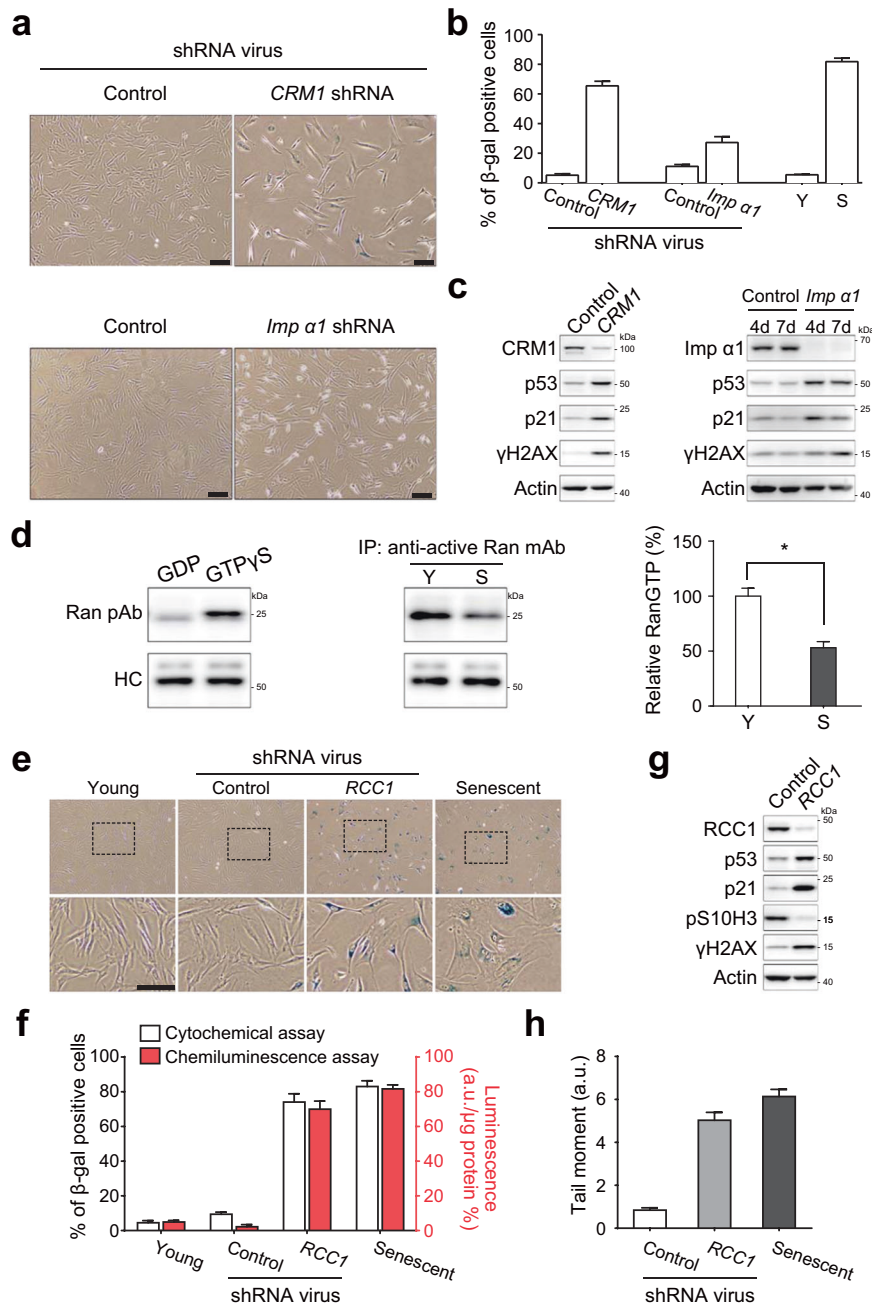 a
shRNA virus
Control
CRM1 shRNA
Control
Imp α1 shRNA
b
% of β-gal positive cells
100
80
60
40
20
0
Control
CRM1
Control
Imp α1
Y
S
shRNA virus
c
Control
CRM1
kDa
CRM1
- 100
p53
- 50
p21
25
-
γH2AX
- 15
Actin
- 40
Control
Imp α1
4d 7d 4d 7d
kDa
70
-
Imp α1
p53
- 50
p21
25
-
γH2AX
- 15
Actin
- 40
d
GDP
GTPγS
kDa
Ran pAb
- 25
HC
- 50
IP: anti-active Ran mAb
Y
S
kDa
- 25
- 50
Relative RanGTP (%)
150
100
50
0
*
Y
S
e
shRNA virus
Young
Control
RCC1
Senescent
g
Control
RCC1
kDa
50
-
RCC1
p53
- 50
p21
25
-
pS10H3
- 15
γH2AX
- 15
Actin
- 40
f
Cytochemical assay
Chemiluminescence assay
% of β-gal positive cells
100
80
60
40
20
0
100
80
60
40
20
0
Luminescence
(a.u./µg protein %)
Young
Control
RCC1
Senescent
shRNA virus
h
Tail moment (a.u.)
8
6
4
2
0
Control
RCC1
Senescent
shRNA virus